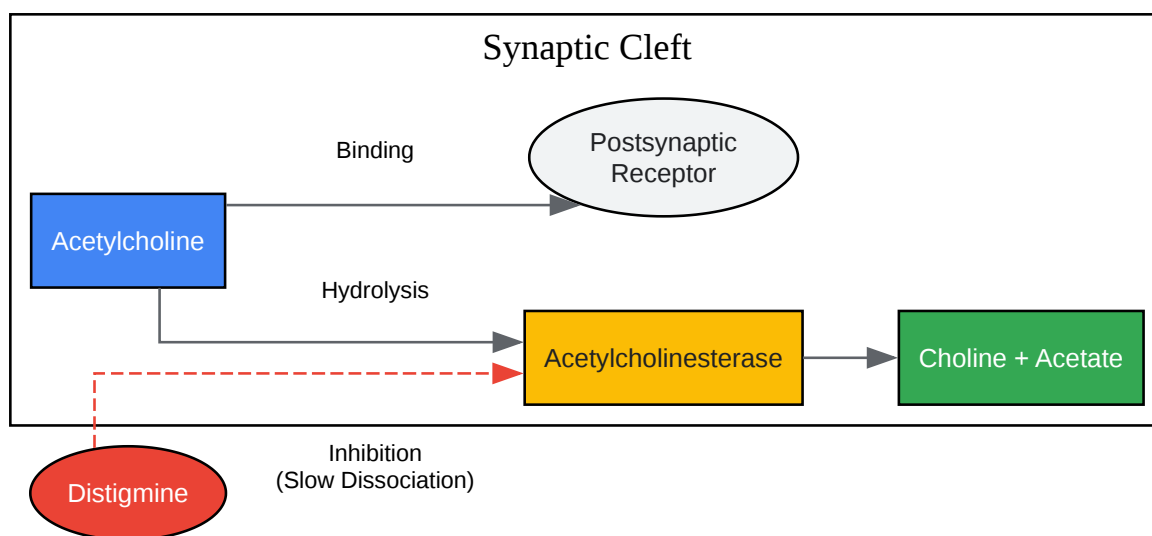 Synaptic Cleft
Binding
Postsynaptic
Receptor
Acetylcholine
Hydrolysis
Acetylcholinesterase
Choline + Acetate
Inhibition
(Slow Dissociation)
Distigmine